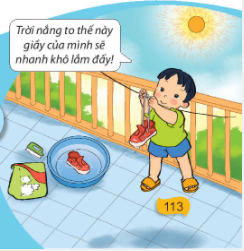 Trời nắng to thế này
giầy của mình sẽ
nhanh khô lắm đấy!
113